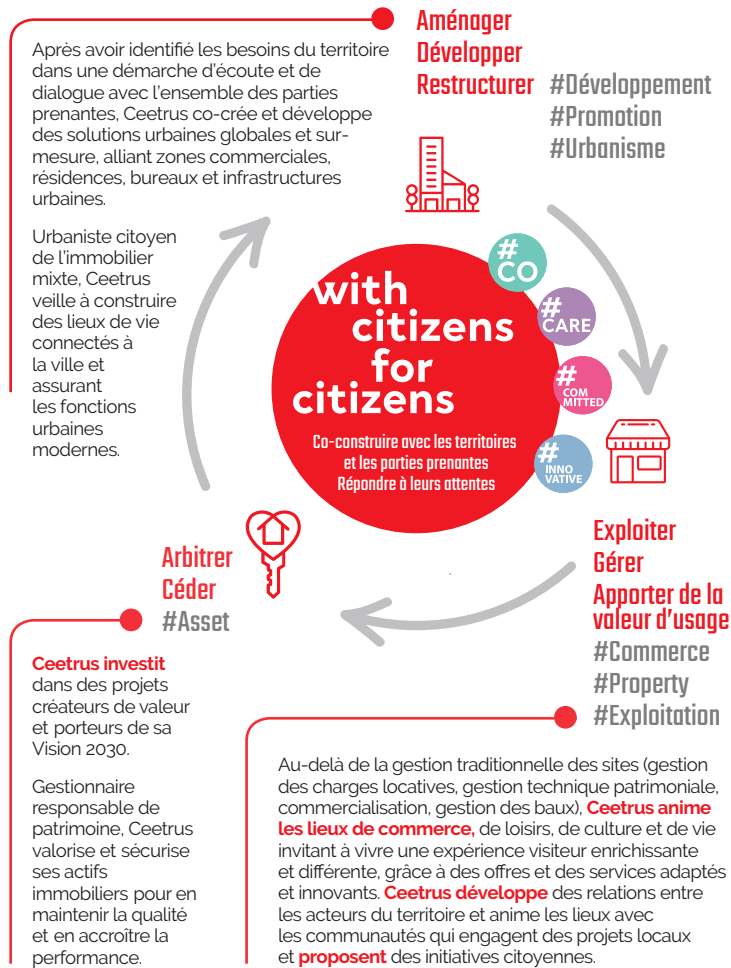 Aménager
Développer
Restructurer #Développement
#Promotion
#Urbanisme
Après avoir identifié les besoins du territoire
dans une démarche d'écoute et de
dialogue avec l'ensemble des parties
prenantes, Ceetrus co-crée et développe
des solutions urbaines globales et sur-
mesure, alliant zones commerciales,
résidences, bureaux et infrastructures
urbaines.
Urbaniste citoyen
de l'immobilier
mixte, Ceetrus
veille à construire
des lieux de vie
connectés à
la ville et
assurant
les fonctions
urbaines
modernes.
with
citizens
for
citizens
Co-construire avec les territoires
et les parties prenantes
Répondre à leurs attentes
#
CO
#
CARE
#
COM
MITTED
#
INNO
VATIVE
Exploiter
Gérer
Apporter de la
valeur d'usage
#Commerce
#Property
#Exploitation
Arbitrer
Céder
#Asset
Ceetrus investit
dans des projets
créateurs de valeur
et porteurs de sa
Vision 2030.
Gestionnaire
responsable de
patrimoine, Ceetrus
valorise et sécurise
ses actifs
immobiliers pour en
maintenir la qualité
et en accroître la
performance.
Au-delà de la gestion traditionnelle des sites (gestion
des charges locatives, gestion technique patrimoniale,
commercialisation, gestion des baux), Ceetrus anime
les lieux de commerce, de loisirs, de culture et de vie
invitant à vivre une expérience visiteur enrichissante
et différente, grâce à des offres et des services adaptés
et innovants. Ceetrus développe des relations entre
les acteurs du territoire et anime les lieux avec
les communautés qui engagent des projets locaux
et proposent des initiatives citoyennes.